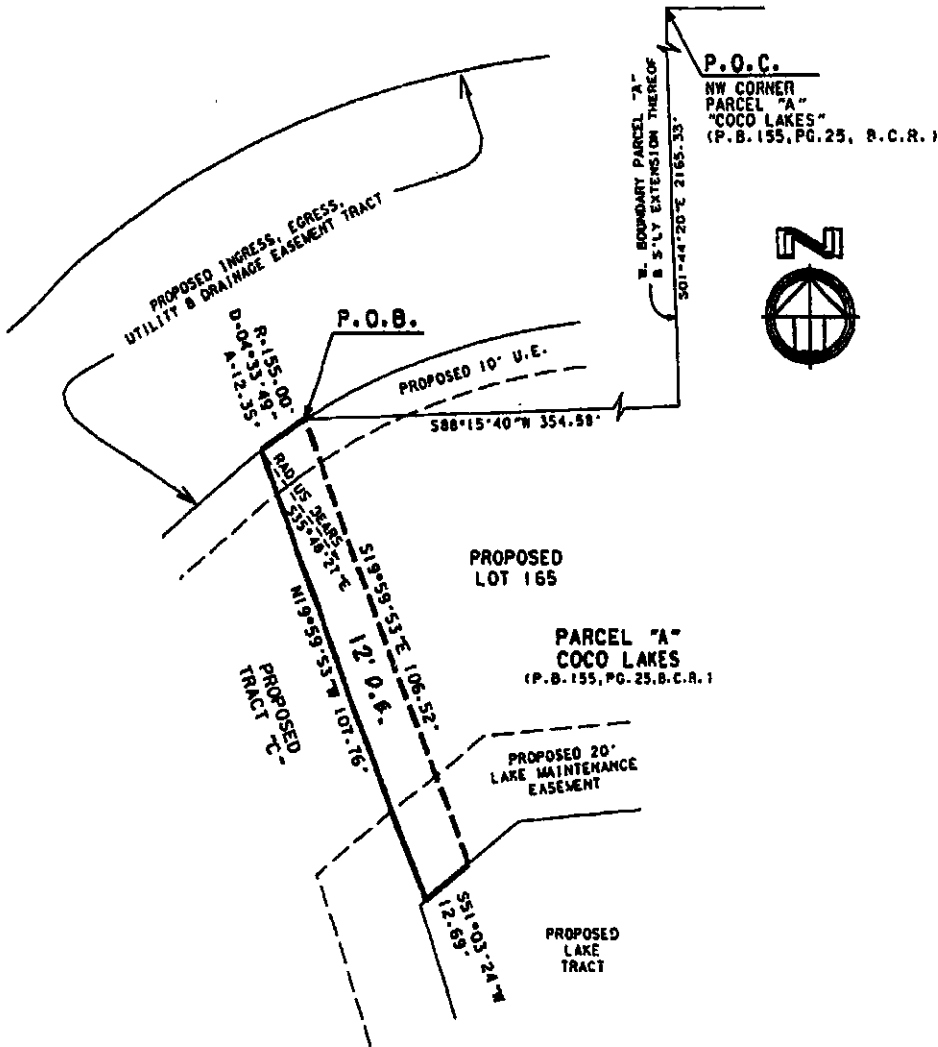 P.O.C.
NW CORNER
PARCEL "A"
"COCO LAKES"
(P.B.155,PG.25, B.C.R.)
W. BOUNDARY PARCEL "A"
& S'LY EXTENSION THEREOF
S01°44'20"E 2165.33'
N
PROPOSED INGRESS, EGRESS,
UTILITY & DRAINAGE EASEMENT TRACT
P.O.B.
R=155.00'
D=04°33'49"
A=12.35'
PROPOSED 10' U.E.
S88°15'40"W 354.59'
RADIUS BEARS
S35°48'27"E
S19°59'53"E 106.52'
PROPOSED
LOT 165
N19°59'53"W 107.76'
12' D.E.
PARCEL "A"
COCO LAKES
(P.B.155, PG.25,B.C.R.)
PROPOSED
TRACT "C"
PROPOSED 20'
LAKE MAINTENANCE
EASEMENT
S51°03'24"W
12.69'
PROPOSED
LAKE
TRACT